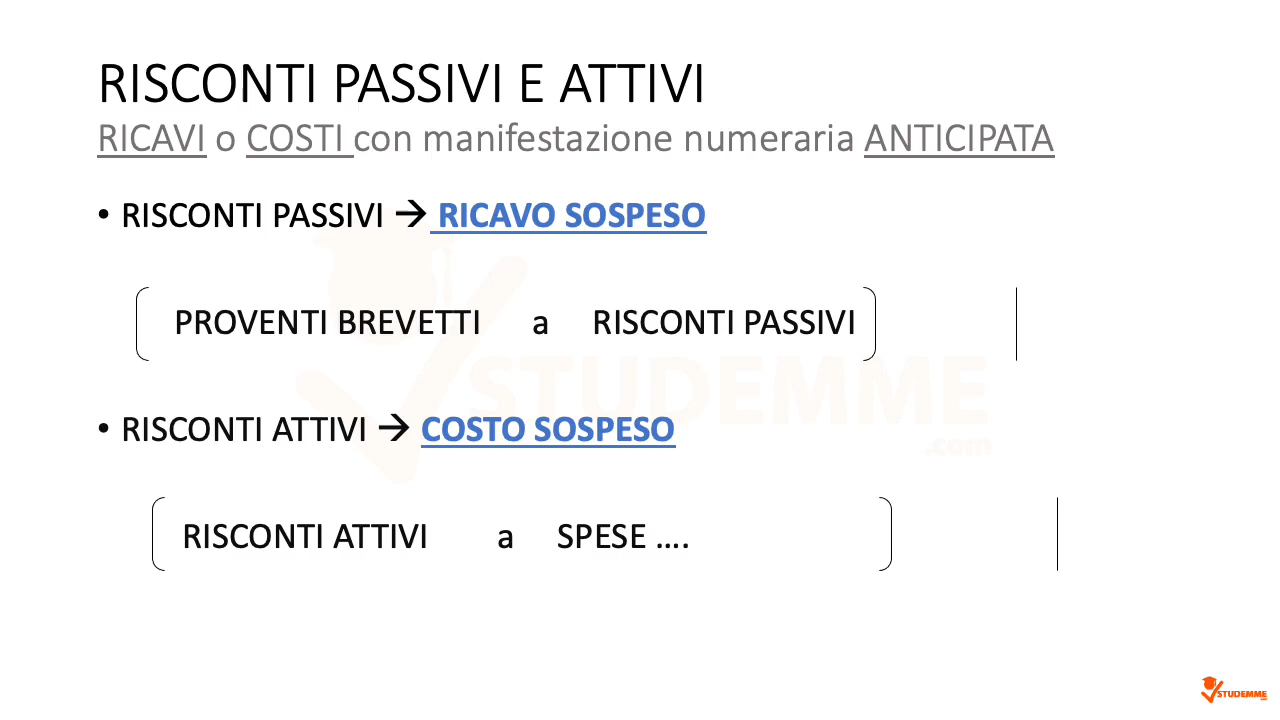 RISCONTI PASSIVI E ATTIVI
RICAVI o COSTI con manifestazione numeraria ANTICIPATA
• RISCONTI PASSIVI → RICAVO SOSPESO
PROVENTI BREVETTI a RISCONTI PASSIVI
STUDEMME
.com
• RISCONTI ATTIVI → COSTO SOSPESO
RISCONTI ATTIVI a SPESE ....
STUDEMME